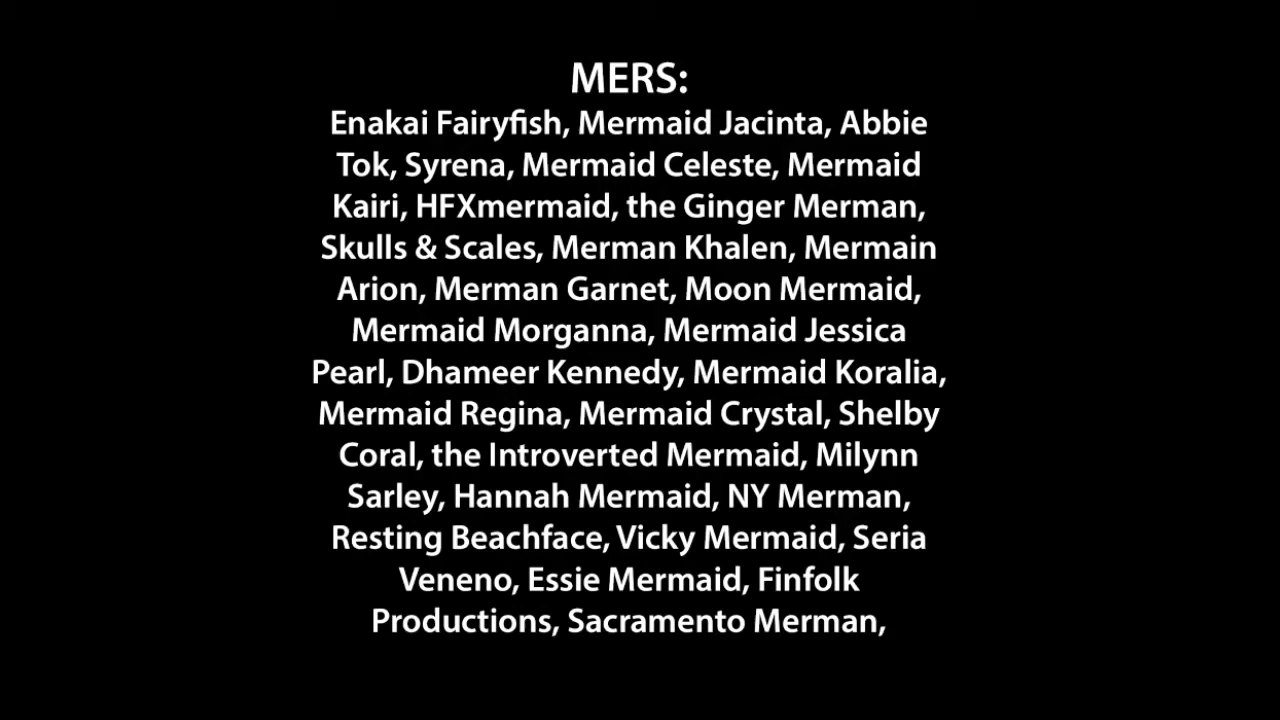 MERS:
Enakai Fairyfish, Mermaid Jacinta, Abbie
Tok, Syrena, Mermaid Celeste, Mermaid
Kairi, HFXmermaid, the Ginger Merman,
Skulls & Scales, Merman Khalen, Mermain
Arion, Merman Garnet, Moon Mermaid,
Mermaid Morganna, Mermaid Jessica
Pearl, Dhameer Kennedy, Mermaid Koralia,
Mermaid Regina, Mermaid Crystal, Shelby
Coral, the Introverted Mermaid, Milynn
Sarley, Hannah Mermaid, NY Merman,
Resting Beachface, Vicky Mermaid, Seria
Veneno, Essie Mermaid, Finfolk
Productions, Sacramento Merman,